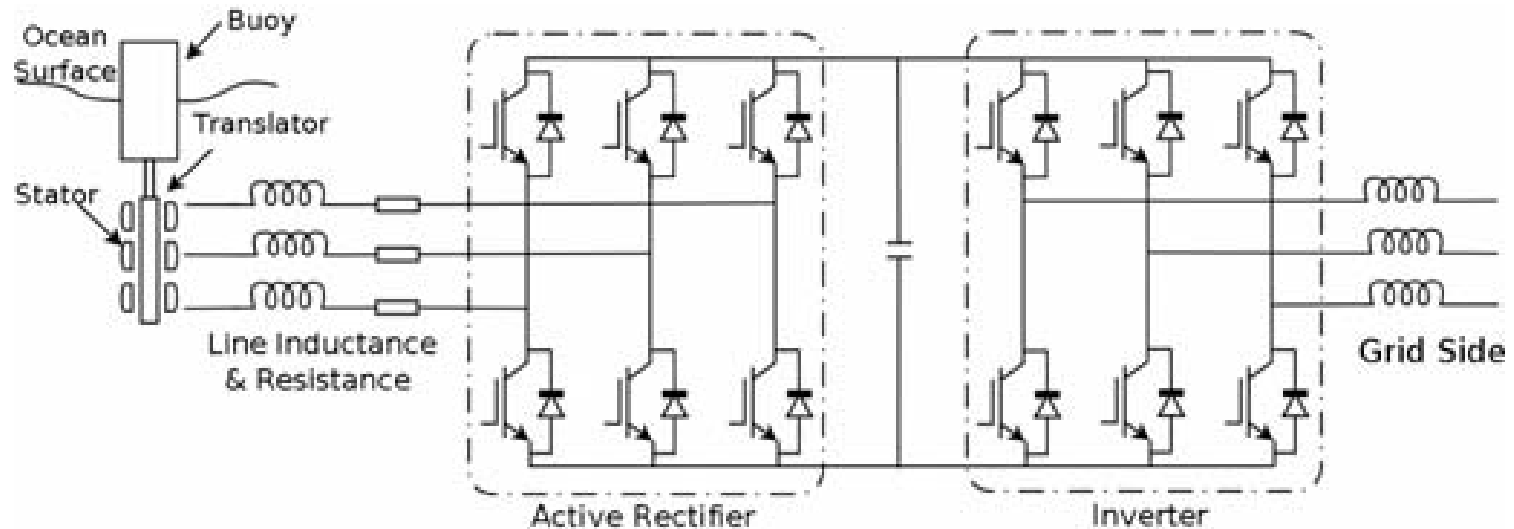 Buoy
Ocean
Surface
Translator
Stator
Line Inductance
& Resistance
Grid Side
Active Rectifier
Inverter